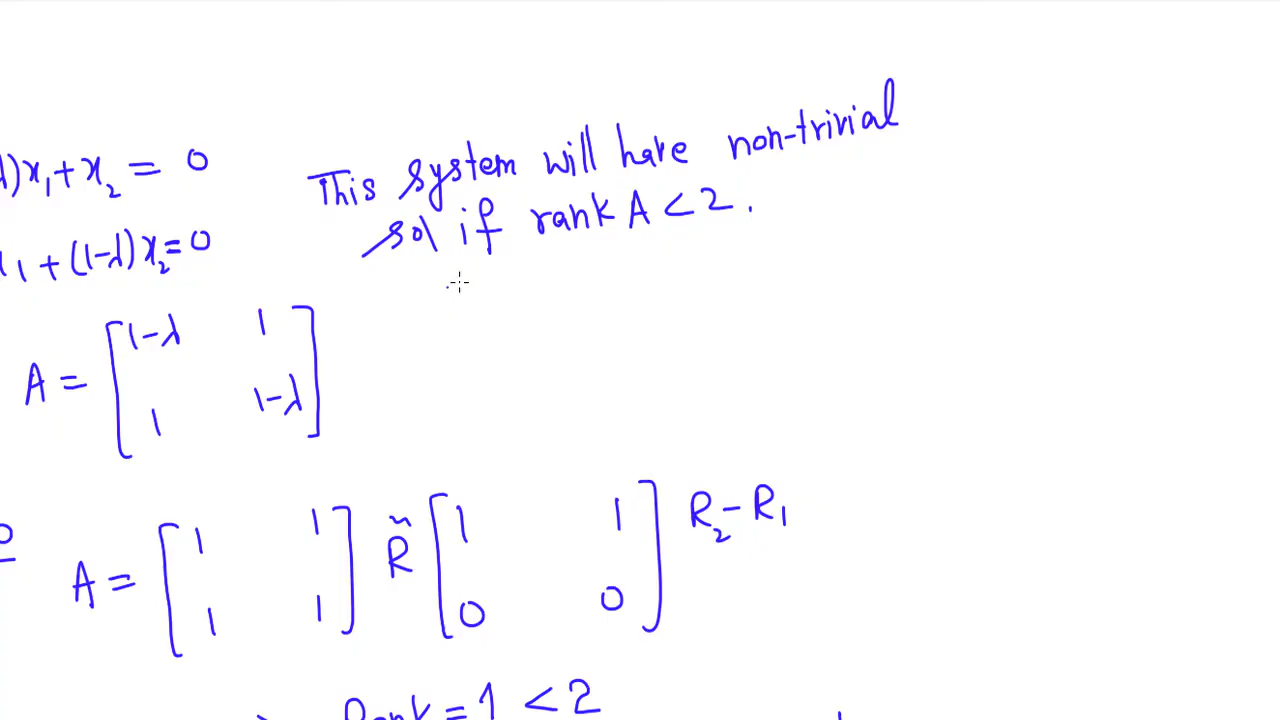 λ)x₁+x₂ = 0
This system will have non-trivial
sol if rank A < 2.
x₁ + (1-λ)x₂=0
A = [1-λ 1
1 1-λ]
A = [1 1
1 1] R̃ [1 1
0 0] R₂-R₁
Rank = 1 < 2